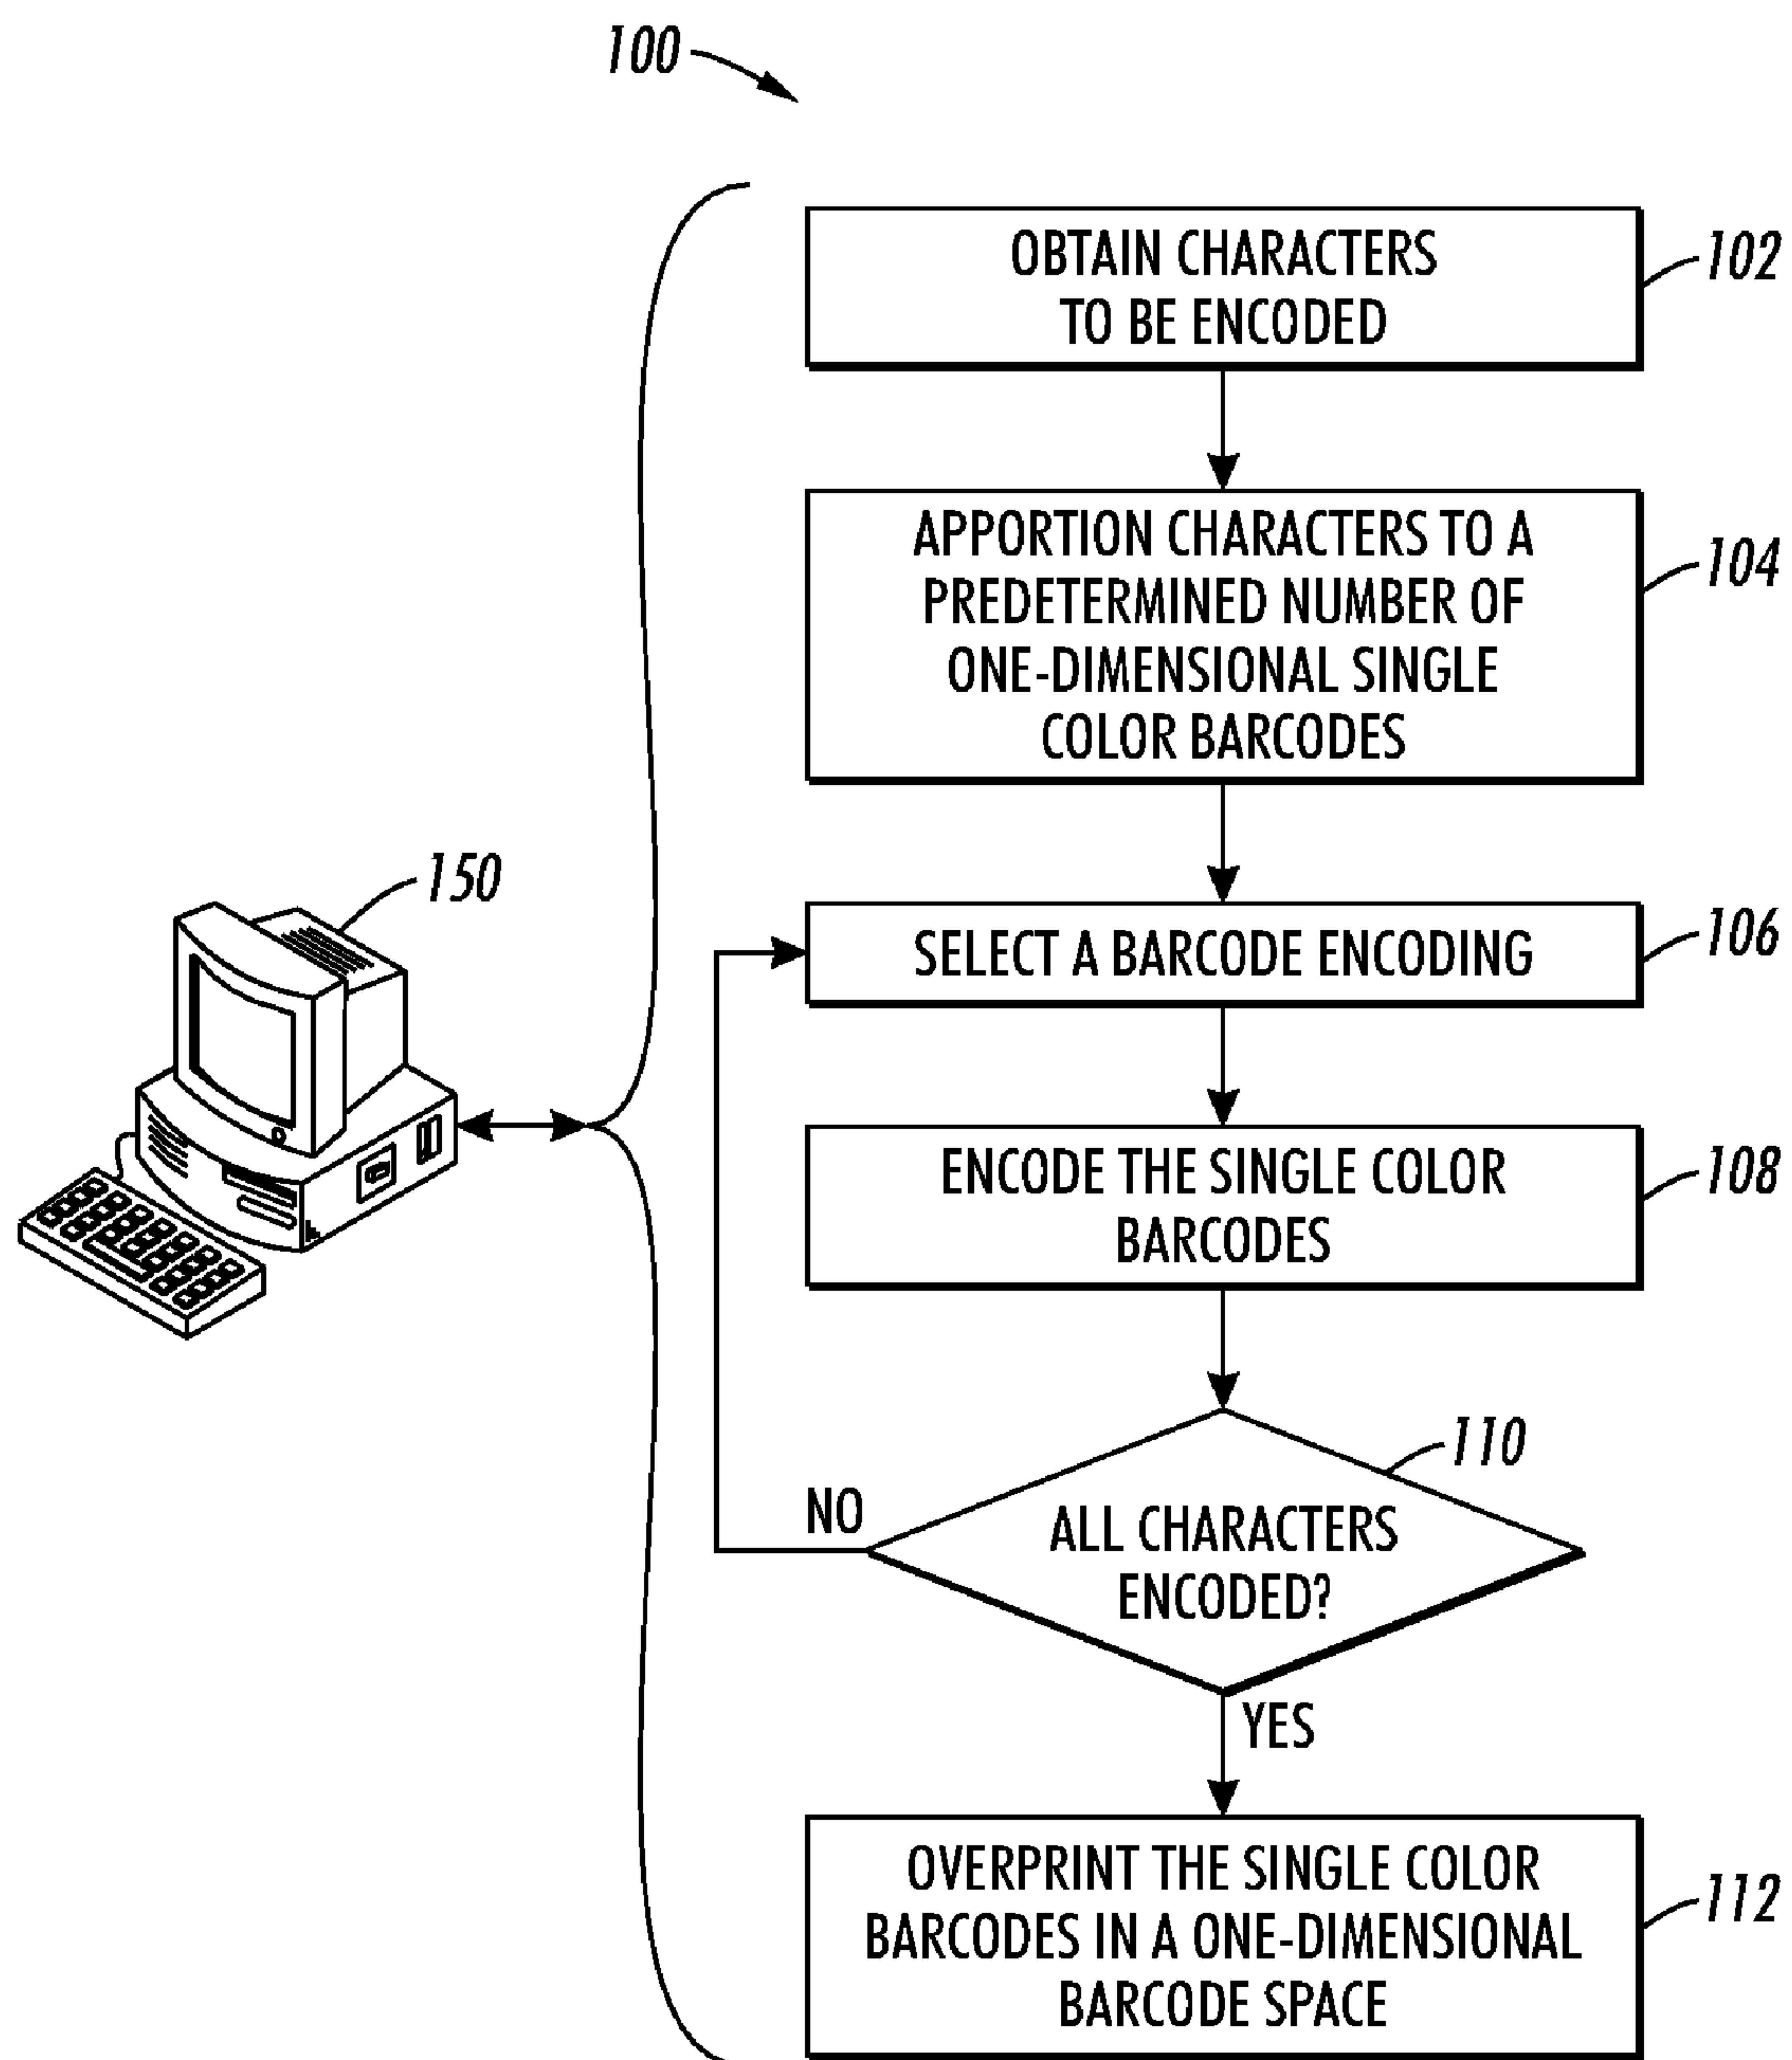 100
OBTAIN CHARACTERS
TO BE ENCODED
102
APPORTION CHARACTERS TO A
PREDETERMINED NUMBER OF
ONE-DIMENSIONAL SINGLE
COLOR BARCODES
104
150
SELECT A BARCODE ENCODING
106
ENCODE THE SINGLE COLOR
BARCODES
108
110
NO
ALL CHARACTERS
ENCODED?
YES
OVERPRINT THE SINGLE COLOR
BARCODES IN A ONE-DIMENSIONAL
BARCODE SPACE
112